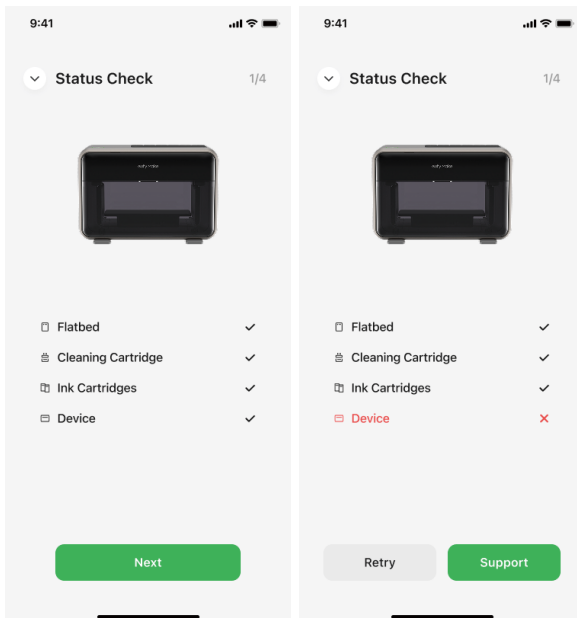 9:41
Status Check
1/4
Flatbed
Cleaning Cartridge
Ink Cartridges
Device
Next
9:41
Status Check
1/4
Flatbed
Cleaning Cartridge
Ink Cartridges
Device
Retry
Support